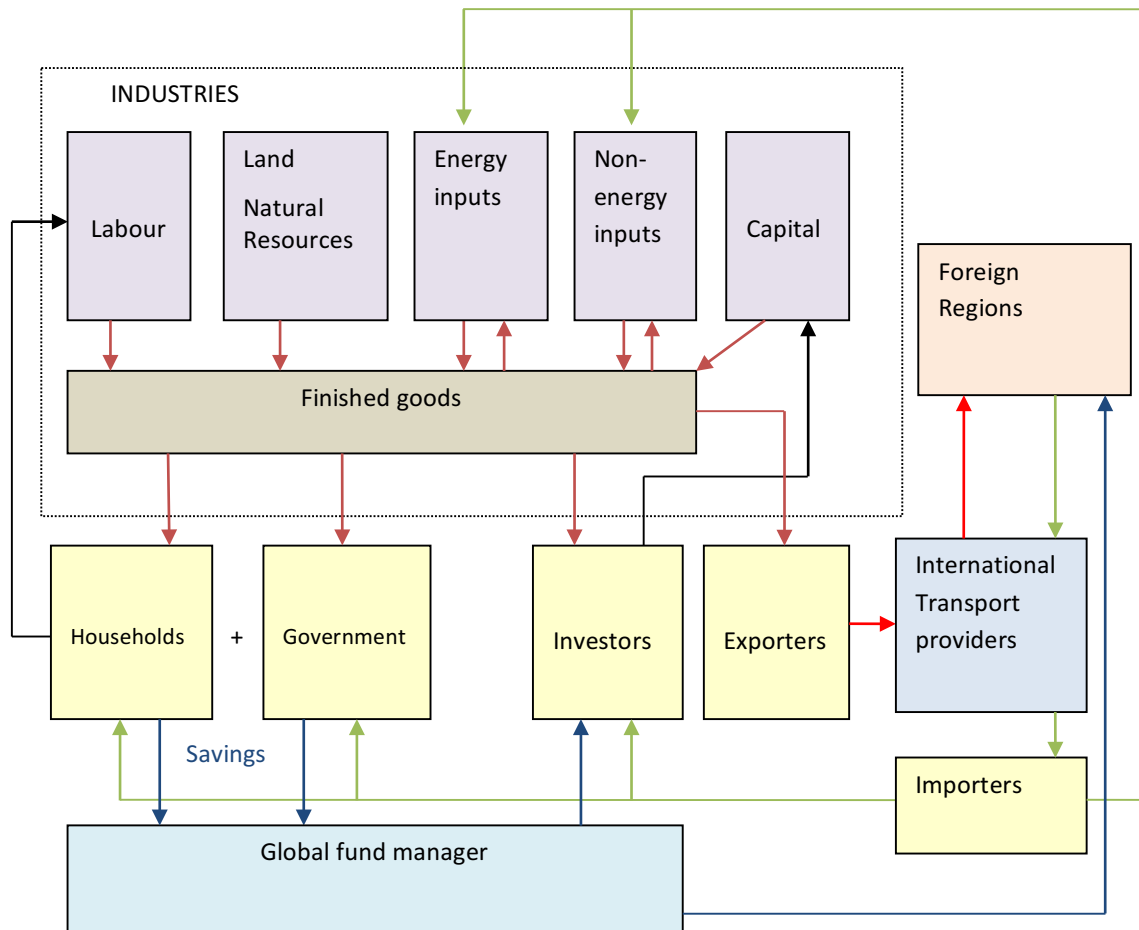 INDUSTRIES
Labour
Land
Natural
Resources
Energy
inputs
Non-
energy
inputs
Capital
Foreign
Regions
Finished goods
Households
+
Government
Investors
Exporters
International
Transport
providers
Savings
Importers
Global fund manager